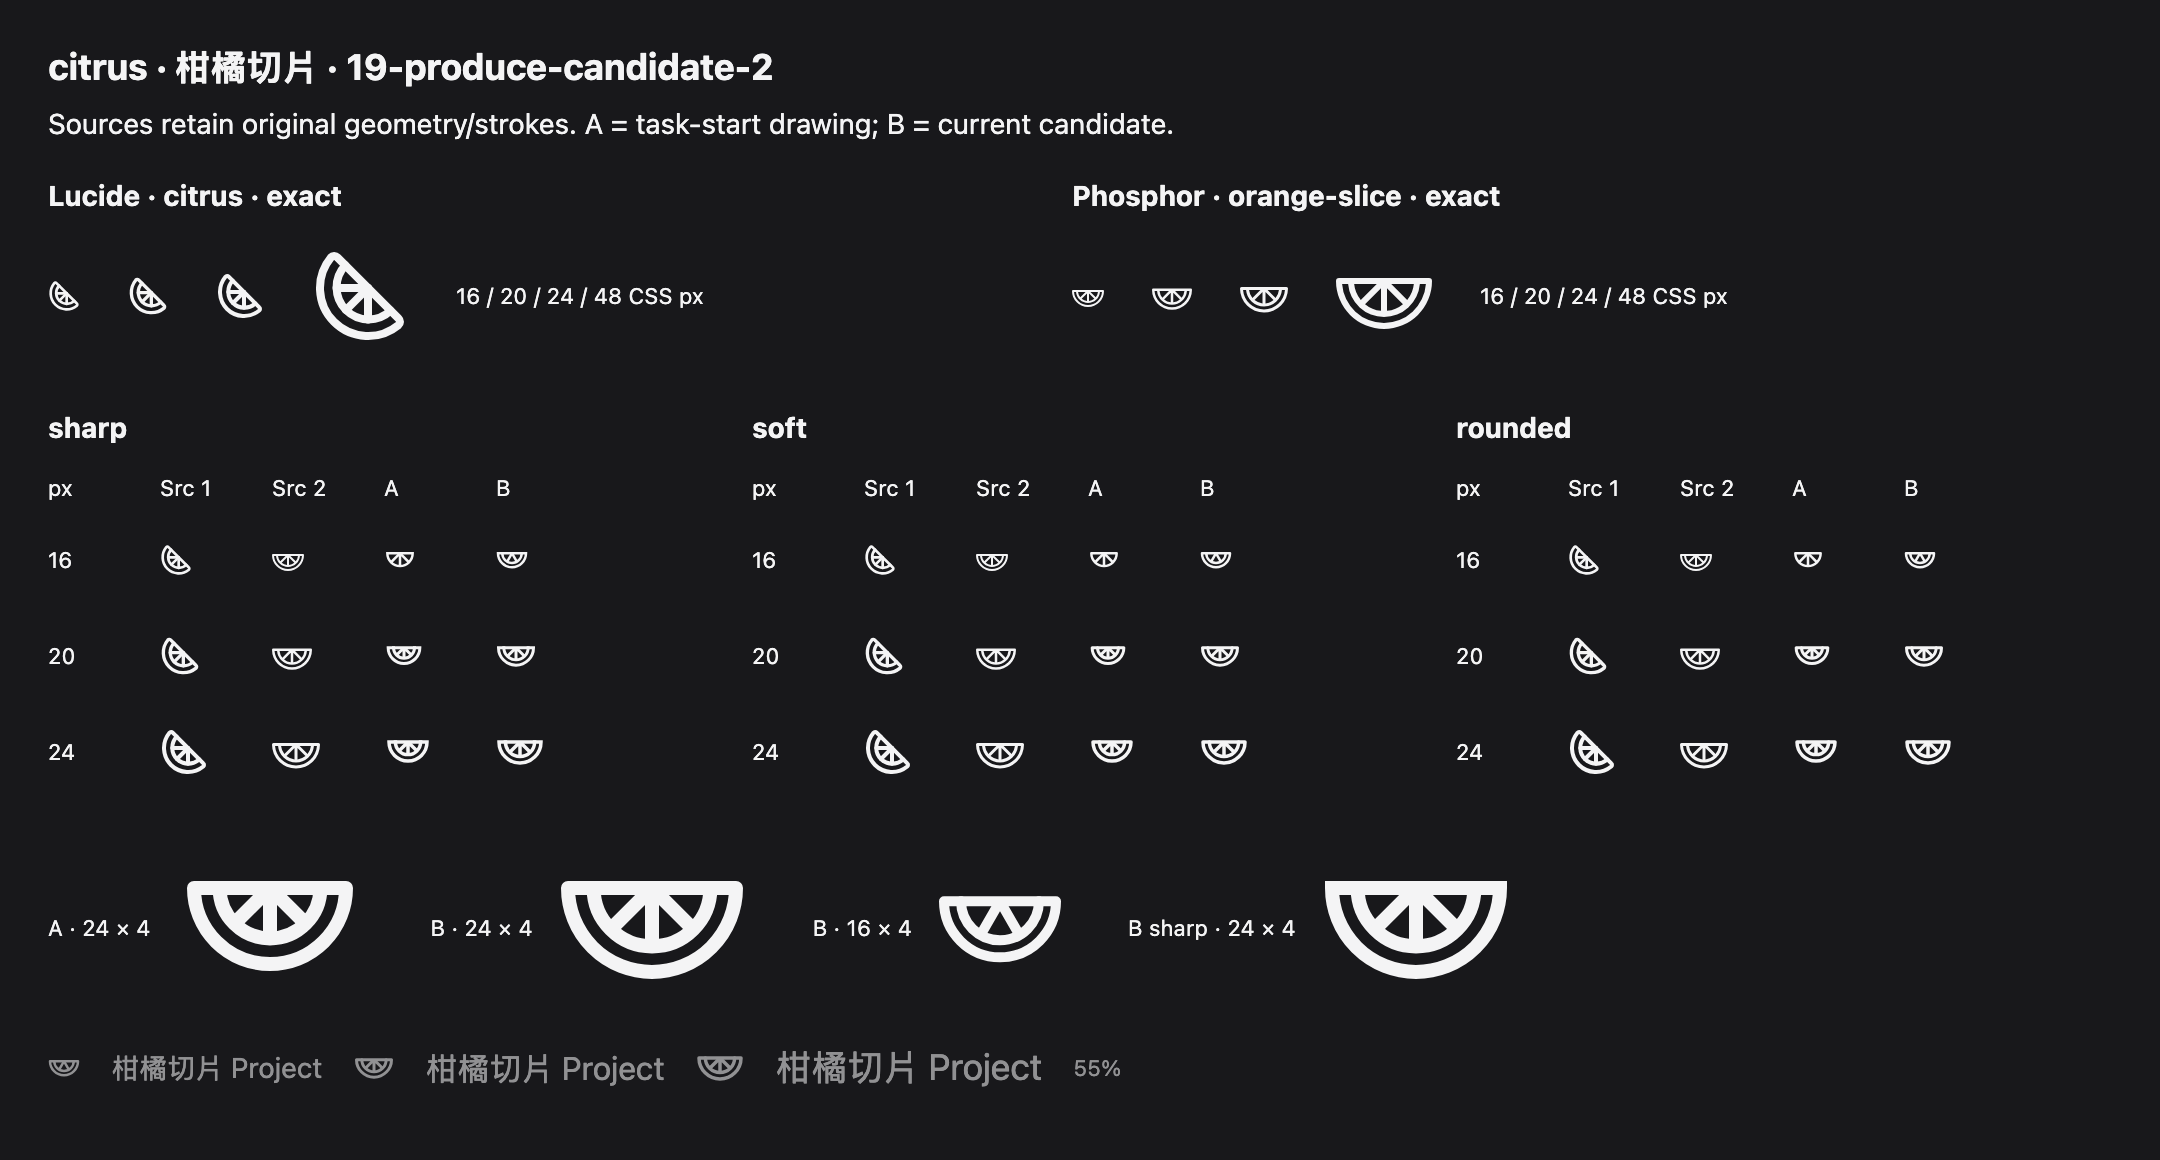 citrus · 柑橘切片 · 19-produce-candidate-2
Sources retain original geometry/strokes. A = task-start drawing; B = current candidate.
Lucide · citrus · exact
16 / 20 / 24 / 48 CSS px
Phosphor · orange-slice · exact
16 / 20 / 24 / 48 CSS px
sharp
px Src 1 Src 2 A B
16
20
24
soft
px Src 1 Src 2 A B
16
20
24
rounded
px Src 1 Src 2 A B
16
20
24
A · 24 × 4
B · 24 × 4
B · 16 × 4
B sharp · 24 × 4
柑橘切片 Project 柑橘切片 Project 柑橘切片 Project 55%